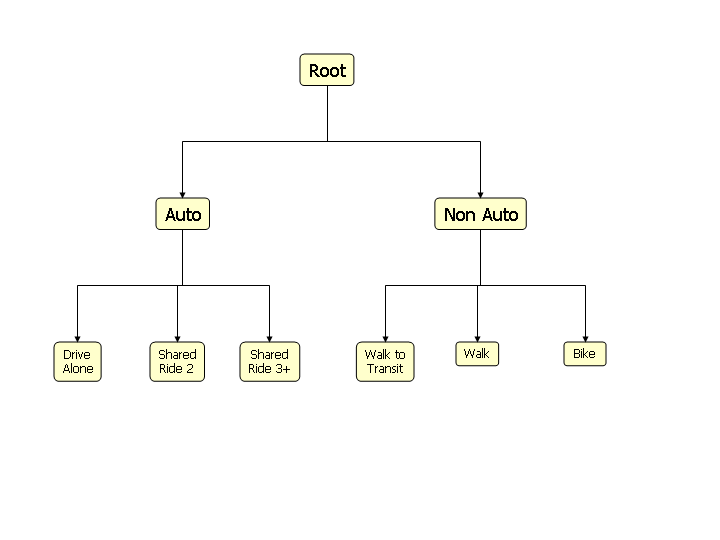 Root
Auto
Non Auto
Drive
Alone
Shared
Ride 2
Shared
Ride 3+
Walk to
Transit
Walk
Bike